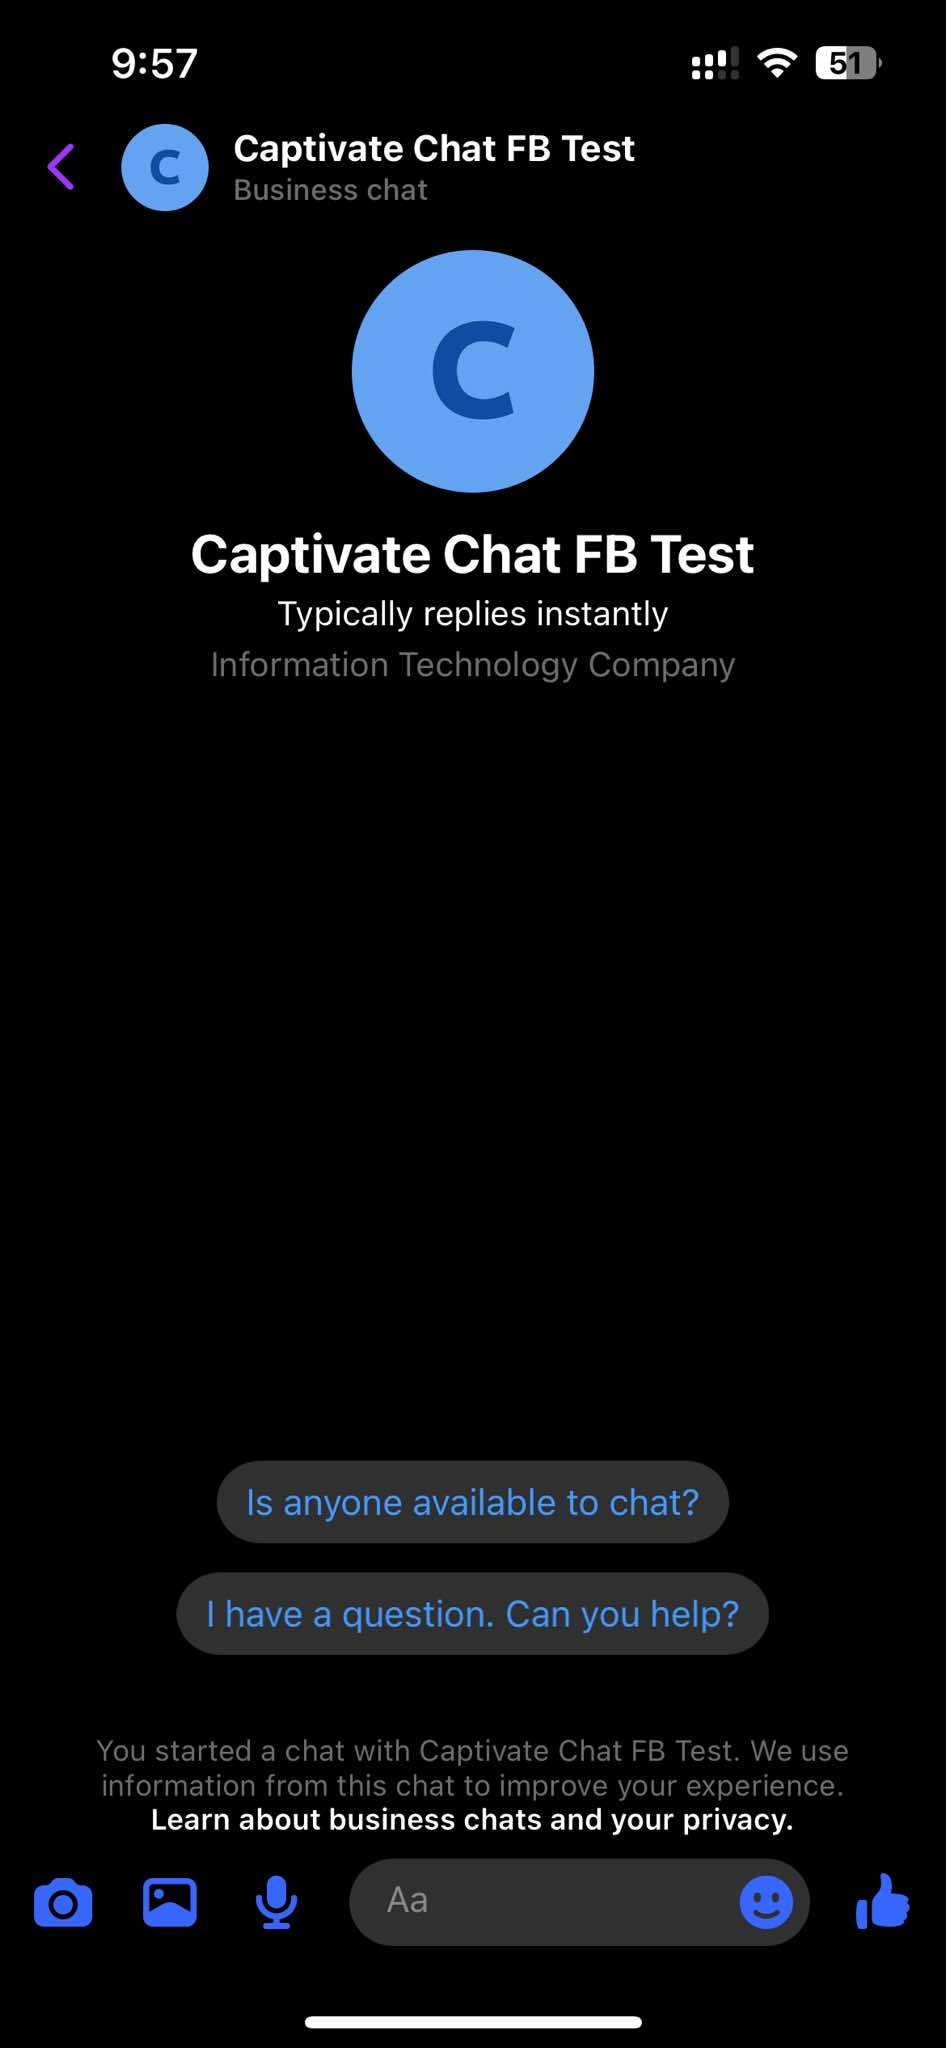 9:57
51
C
Captivate Chat FB Test
Business chat
C
Captivate Chat FB Test
Typically replies instantly
Information Technology Company
Is anyone available to chat?
I have a question. Can you help?
You started a chat with Captivate Chat FB Test. We use
information from this chat to improve your experience.
Learn about business chats and your privacy.
Aa